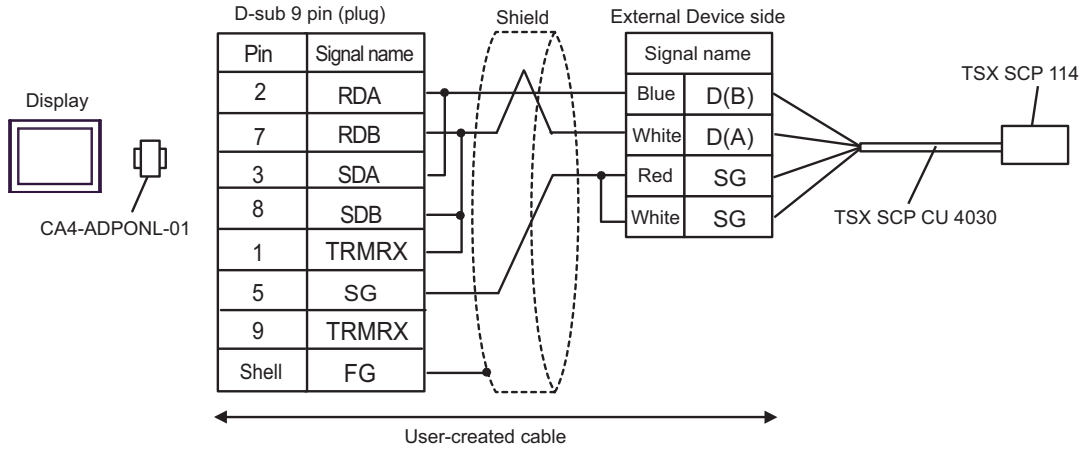 D-sub 9 pin (plug)
Shield
External Device side
Pin Signal name
Signal name
TSX SCP 114
Display
2 RDA
Blue D(B)
7 RDB
White D(A)
3 SDA
Red SG
8 SDB
White SG
TSX SCP CU 4030
CA4-ADPONL-01
1 TRMRX
5 SG
9 TRMRX
Shell FG
User-created cable